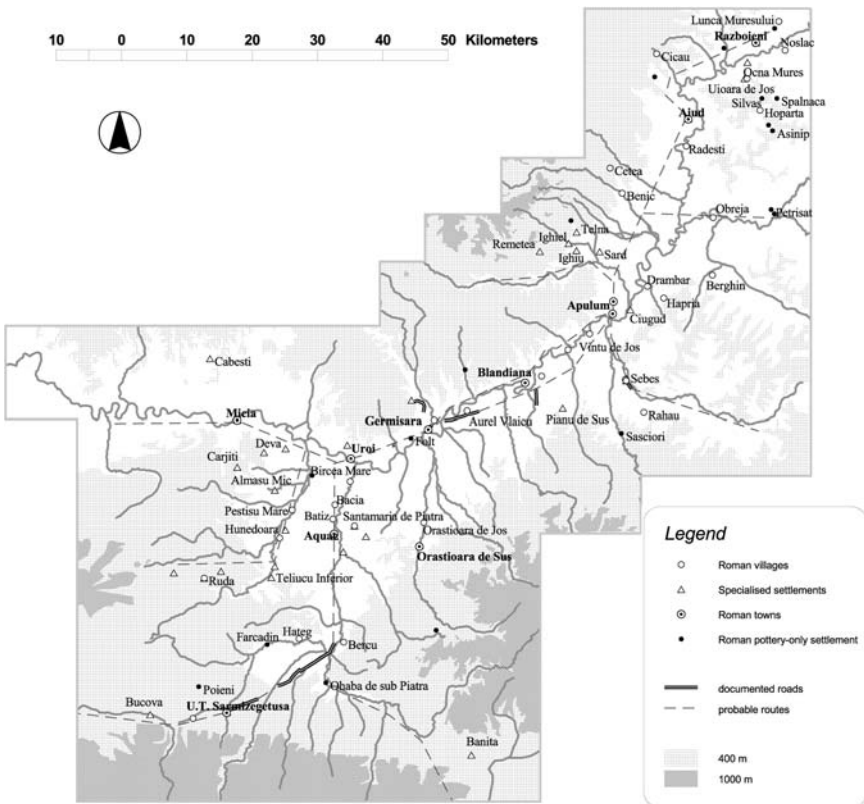 10 0 10 20 30 40 50 Kilometers
Lunca Muresului
Razboieni
Noslac
Cicau
Ocna Mures
Uioara de Jos
Silvas
Spalnaca
Hoparta
Aiud
Asinip
Radesti
Cetea
Benic
Obreja
Petrisat
Telna
Ighiel
Remetea
Ighiu
Sard
Drambar
Berghin
Hapria
Apulum
Ciugud
Vintu de Jos
Cabesti
Blandiana
Sebes
Micia
Germisara
Aurel Vlaicu
Pianu de Sus
Rahau
Deva
Uroi
Folt
Sasciori
Carjiti
Bircea Mare
Almasu Mic
Bacia
Pestisu Mare
Batiz
Santamaria de Piatra
Orastioara de Jos
Hunedoara
Aquae
Orastioara de Sus
Ruda
Teliucu Inferior
Farcadin
Hateg
Bercu
Poieni
Ohaba de sub Piatra
Bucova
U.T. Sarmizegetusa
Banita
Legend
Roman villages
Specialised settlements
Roman towns
Roman pottery-only settlement
documented roads
probable routes
400 m
1000 m